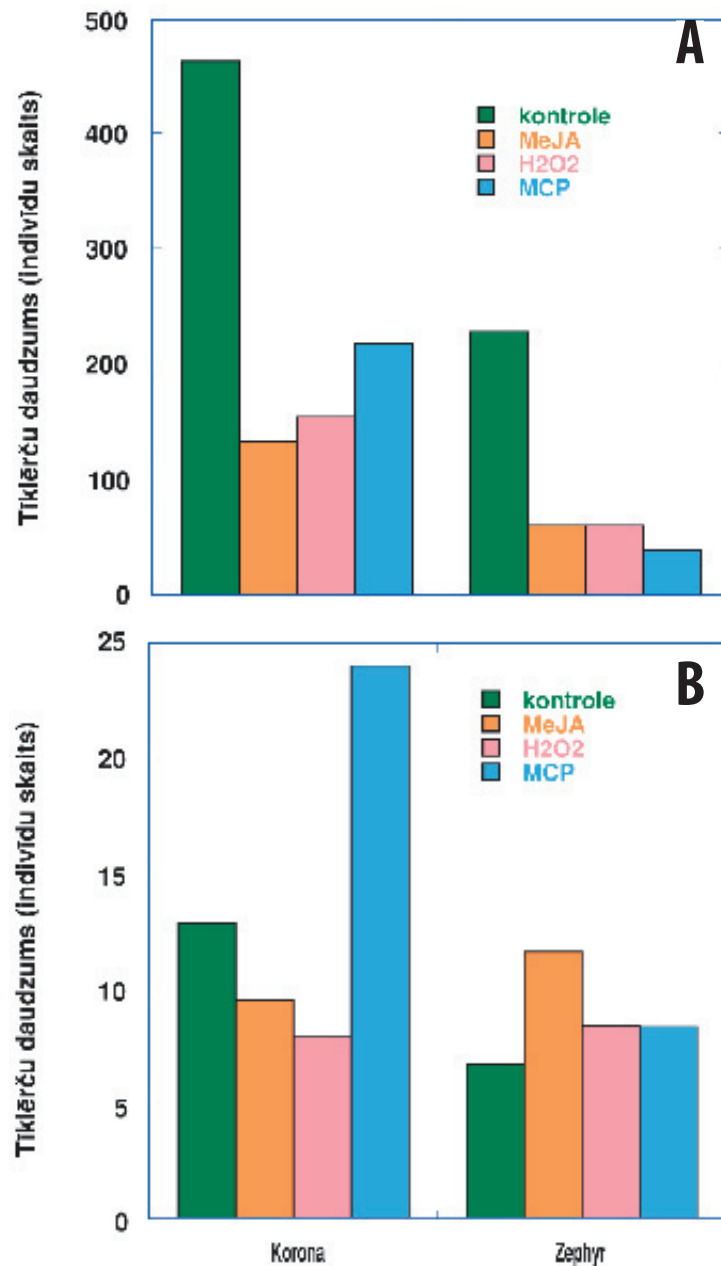 A
Tīklērču daudzums (indivīdu skaits)
500
400
300
200
100
0
kontrole
MeJA
H2O2
MCP
B
Tīklērču daudzums (indivīdu skaits)
25
20
15
10
5
0
kontrole
MeJA
H2O2
MCP
Korona
Zephyr